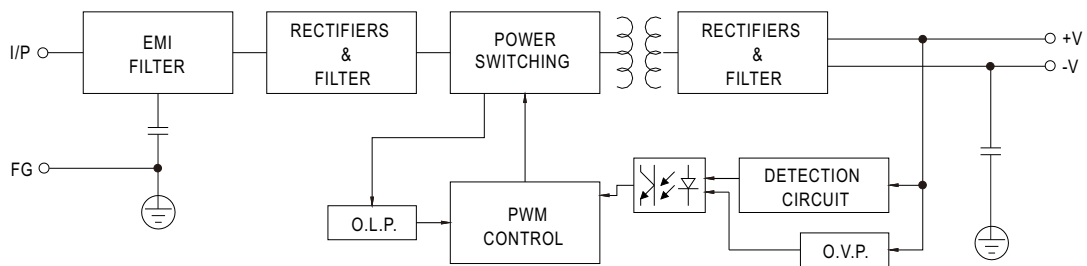 I/P
EMI
FILTER
RECTIFIERS
&
FILTER
POWER
SWITCHING
RECTIFIERS
&
FILTER
+V
-V
FG
O.L.P.
PWM
CONTROL
DETECTION
CIRCUIT
O.V.P.